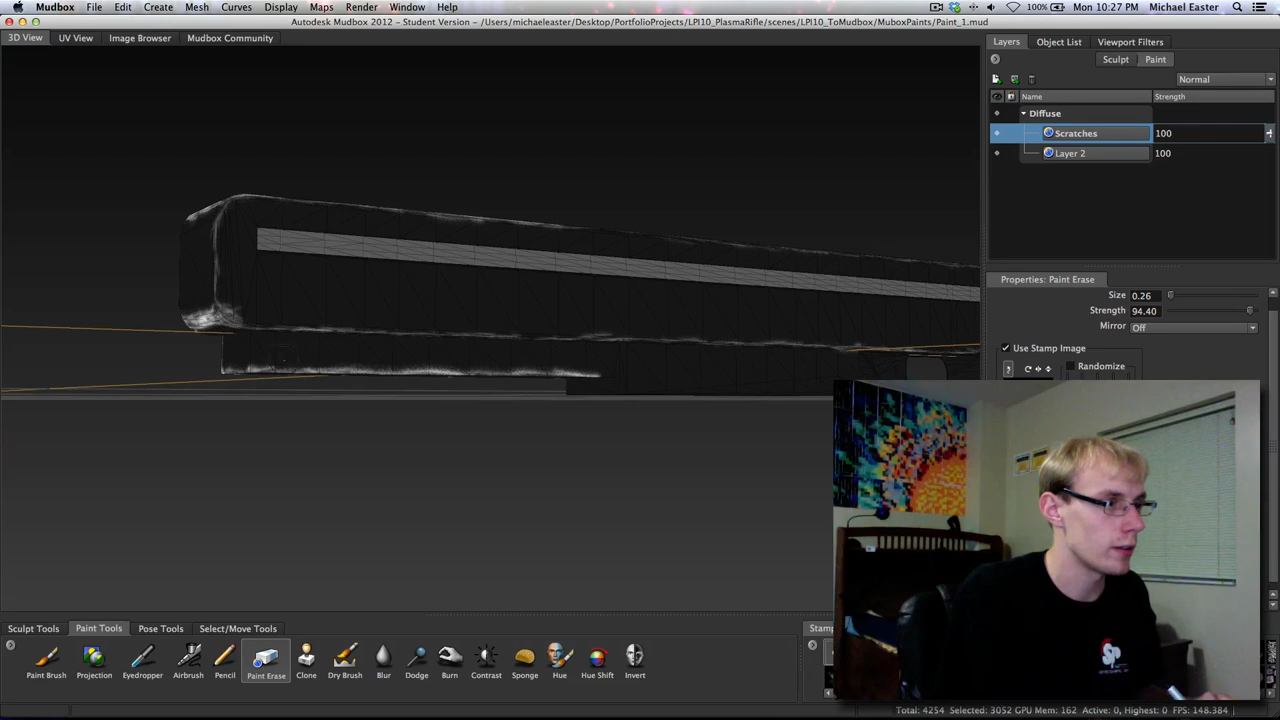 Mudbox File Edit Create Mesh Curves Display Maps Render Window Help 100% Mon 10:27 PM Michael Easter
Autodesk Mudbox 2012 - Student Version - /Users/michaeleaster/Desktop/PortfolioProjects/LPI10_PlasmaRifle/scenes/LPI10_ToMudbox/MuboxPaints/Paint_1.mud
3D View UV View Image Browser Mudbox Community
Layers Object List Viewport Filters
Sculpt Paint
Normal
Name Strength
Diffuse
Scratches 100
Layer 2 100
Properties: Paint Erase
Size 0.26
Strength 94.40
Mirror Off
Use Stamp Image
Randomize
Sculpt Tools Paint Tools Pose Tools Select/Move Tools
Paint Brush Projection Eyedropper Airbrush Pencil Paint Erase Clone Dry Brush Blur Dodge Burn Contrast Sponge Hue Hue Shift Invert
Total: 4254 Selected: 3052 GPU Mem: 162 Active: 0, Highest: 0 FPS: 148.384